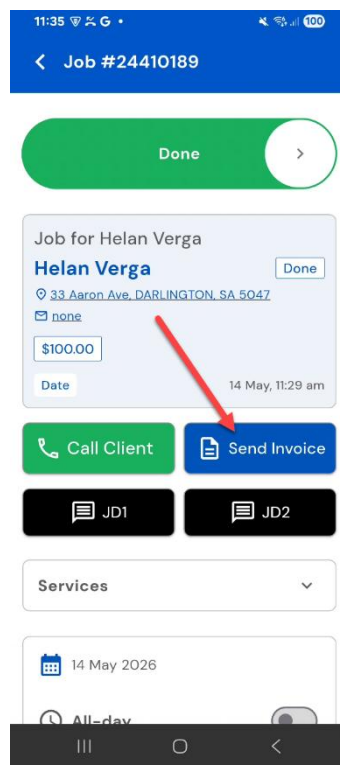 11:35 G •
100
Job #24410189
Done
Job for Helan Verga
Helan Verga
Done
33 Aaron Ave, DARLINGTON, SA 5047
none
$100.00
Date
14 May, 11:29 am
Call Client
Send Invoice
JD1
JD2
Services
14 May 2026
All-day